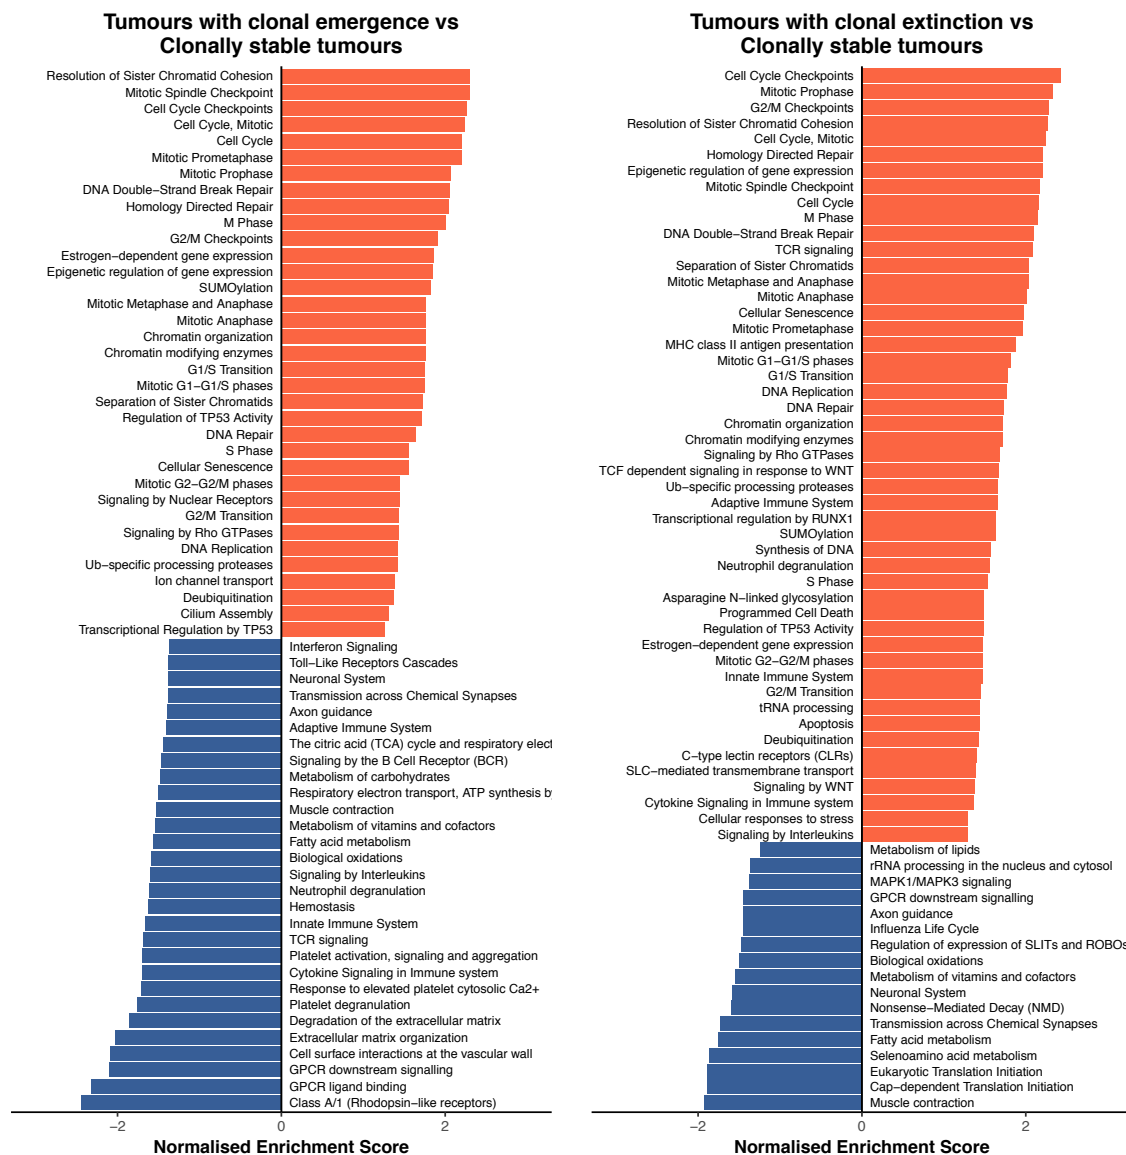 Tumours with clonal emergence vs
Clonally stable tumours
Resolution of Sister Chromatid Cohesion
Mitotic Spindle Checkpoint
Cell Cycle Checkpoints
Cell Cycle, Mitotic
Cell Cycle
Mitotic Prometaphase
Mitotic Prophase
DNA Double−Strand Break Repair
Homology Directed Repair
M Phase
G2/M Checkpoints
Estrogen−dependent gene expression
Epigenetic regulation of gene expression
SUMOylation
Mitotic Metaphase and Anaphase
Mitotic Anaphase
Chromatin organization
Chromatin modifying enzymes
G1/S Transition
Mitotic G1−G1/S phases
Separation of Sister Chromatids
Regulation of TP53 Activity
DNA Repair
S Phase
Cellular Senescence
Mitotic G2−G2/M phases
Signaling by Nuclear Receptors
G2/M Transition
Signaling by Rho GTPases
DNA Replication
Ub−specific processing proteases
Ion channel transport
Deubiquitination
Cilium Assembly
Transcriptional Regulation by TP53
Interferon Signaling
Toll−Like Receptors Cascades
Neuronal System
Transmission across Chemical Synapses
Axon guidance
Adaptive Immune System
The citric acid (TCA) cycle and respiratory elect
Signaling by the B Cell Receptor (BCR)
Metabolism of carbohydrates
Respiratory electron transport, ATP synthesis by
Muscle contraction
Metabolism of vitamins and cofactors
Fatty acid metabolism
Biological oxidations
Signaling by Interleukins
Neutrophil degranulation
Hemostasis
Innate Immune System
TCR signaling
Platelet activation, signaling and aggregation
Cytokine Signaling in Immune system
Response to elevated platelet cytosolic Ca2+
Platelet degranulation
Degradation of the extracellular matrix
Extracellular matrix organization
Cell surface interactions at the vascular wall
GPCR downstream signalling
GPCR ligand binding
Class A/1 (Rhodopsin−like receptors)
−2 0 2
Normalised Enrichment Score
Tumours with clonal extinction vs
Clonally stable tumours
Cell Cycle Checkpoints
Mitotic Prophase
G2/M Checkpoints
Resolution of Sister Chromatid Cohesion
Cell Cycle, Mitotic
Homology Directed Repair
Epigenetic regulation of gene expression
Mitotic Spindle Checkpoint
Cell Cycle
M Phase
DNA Double−Strand Break Repair
TCR signaling
Separation of Sister Chromatids
Mitotic Metaphase and Anaphase
Mitotic Anaphase
Cellular Senescence
Mitotic Prometaphase
MHC class II antigen presentation
Mitotic G1−G1/S phases
G1/S Transition
DNA Replication
DNA Repair
Chromatin organization
Chromatin modifying enzymes
Signaling by Rho GTPases
TCF dependent signaling in response to WNT
Ub−specific processing proteases
Adaptive Immune System
Transcriptional regulation by RUNX1
SUMOylation
Synthesis of DNA
Neutrophil degranulation
S Phase
Asparagine N−linked glycosylation
Programmed Cell Death
Regulation of TP53 Activity
Estrogen−dependent gene expression
Mitotic G2−G2/M phases
Innate Immune System
G2/M Transition
tRNA processing
Apoptosis
Deubiquitination
C−type lectin receptors (CLRs)
SLC−mediated transmembrane transport
Signaling by WNT
Cytokine Signaling in Immune system
Cellular responses to stress
Signaling by Interleukins
Metabolism of lipids
rRNA processing in the nucleus and cytosol
MAPK1/MAPK3 signaling
GPCR downstream signalling
Axon guidance
Influenza Life Cycle
Regulation of expression of SLITs and ROBOs
Biological oxidations
Metabolism of vitamins and cofactors
Neuronal System
Nonsense−Mediated Decay (NMD)
Transmission across Chemical Synapses
Fatty acid metabolism
Selenoamino acid metabolism
Eukaryotic Translation Initiation
Cap−dependent Translation Initiation
Muscle contraction
−2 0 2
Normalised Enrichment Score